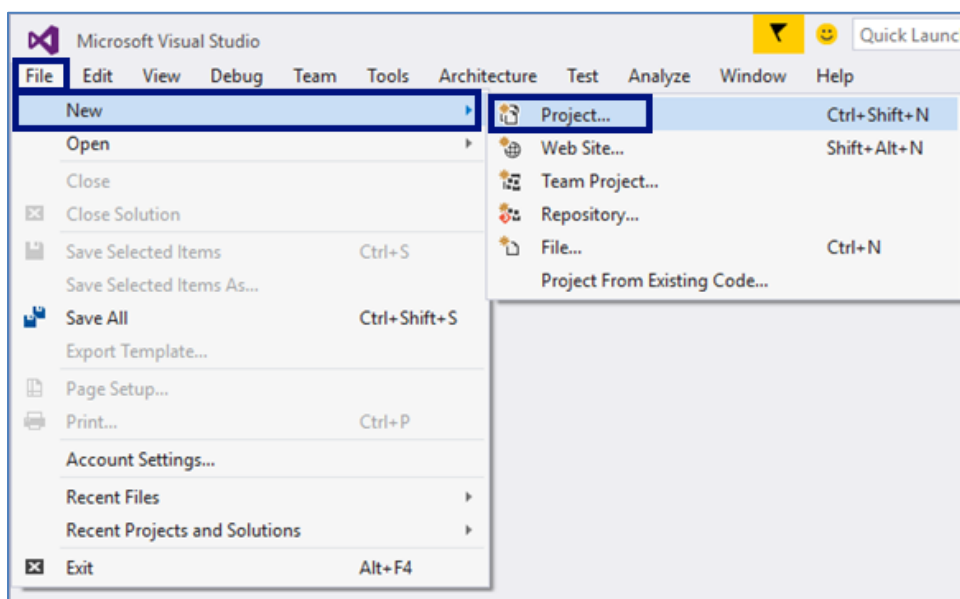 Microsoft Visual Studio
Quick Launc
File Edit View Debug Team Tools Architecture Test Analyze Window Help
New
Open
Close
Close Solution
Save Selected Items Ctrl+S
Save Selected Items As...
Save All Ctrl+Shift+S
Export Template...
Page Setup...
Print... Ctrl+P
Account Settings...
Recent Files
Recent Projects and Solutions
Exit Alt+F4
Project... Ctrl+Shift+N
Web Site... Shift+Alt+N
Team Project...
Repository...
File... Ctrl+N
Project From Existing Code...